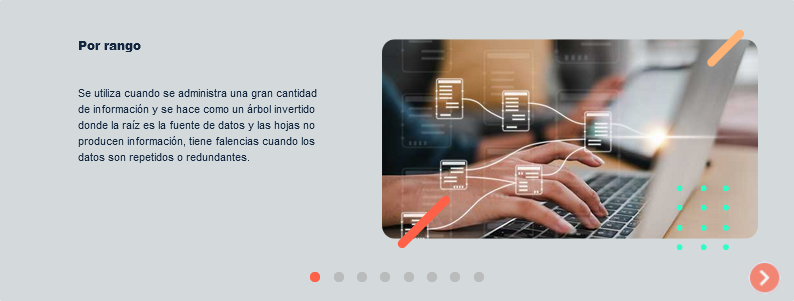 Por rango
Se utiliza cuando se administra una gran cantidad
de información y se hace como un árbol invertido
donde la raíz es la fuente de datos y las hojas no
producen información, tiene falencias cuando los
datos son repetidos o redundantes.